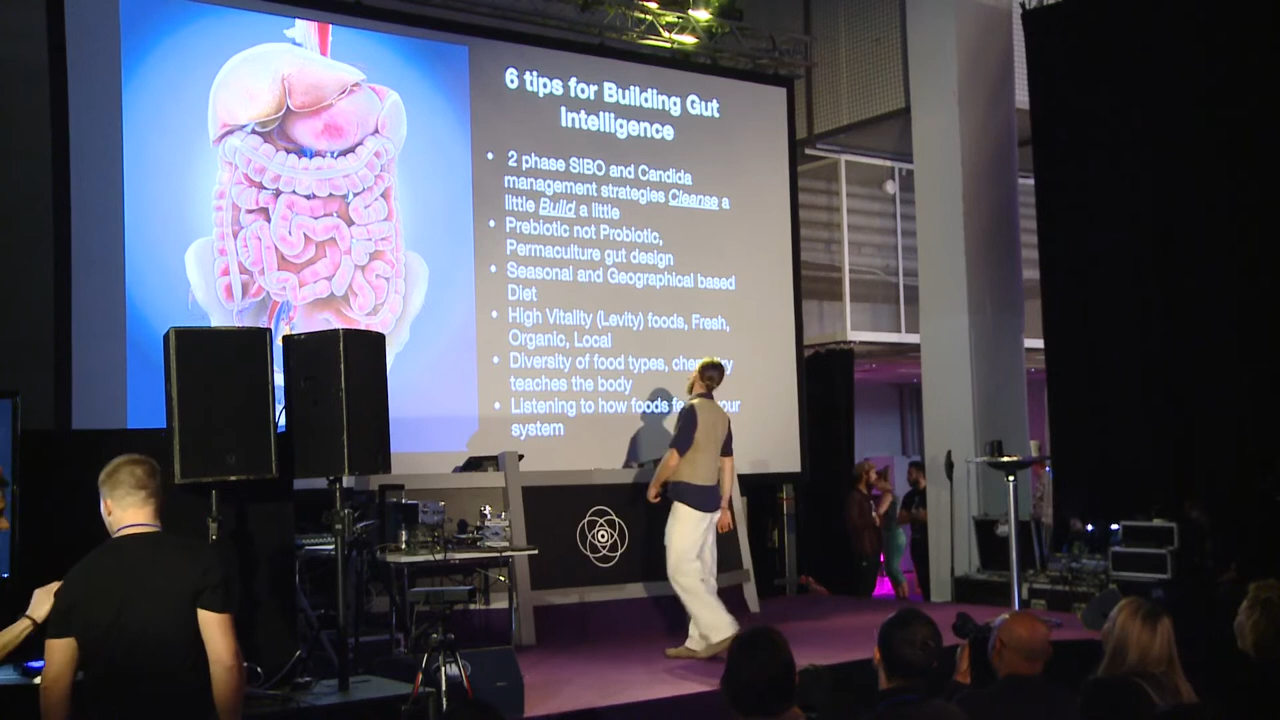 6 tips for Building Gut
Intelligence
• 2 phase SIBO and Candida
management strategies Cleanse a
little Build a little
• Prebiotic not Probiotic,
Permaculture gut design
• Seasonal and Geographical based
Diet
• High Vitality (Levity) foods, Fresh,
Organic, Local
• Diversity of food types,
teaches the body
• Listening to how foods
system